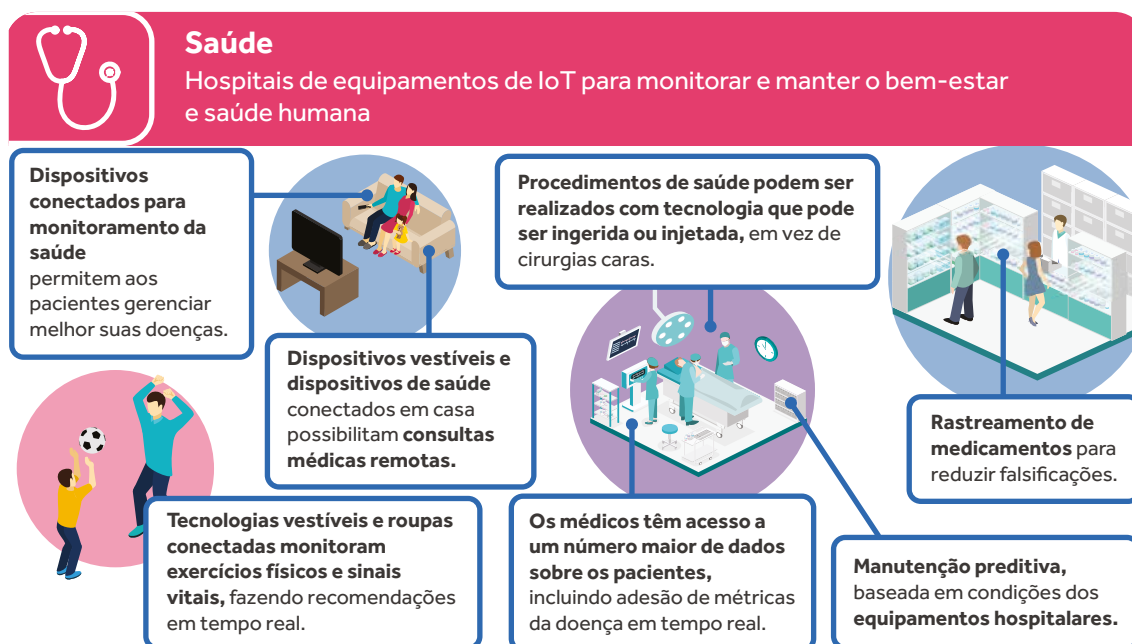 Saúde
Hospitais de equipamentos de IoT para monitorar e manter o bem-estar
e saúde humana
Dispositivos
conectados para
monitoramento da
saúde
permitem aos
pacientes gerenciar
melhor suas doenças.
Dispositivos vestíveis e
dispositivos de saúde
conectados em casa
possibilitam consultas
médicas remotas.
Procedimentos de saúde podem ser
realizados com tecnologia que pode
ser ingerida ou injetada, em vez de
cirurgias caras.
Rastreamento de
medicamentos para
reduzir falsificações.
Tecnologias vestíveis e roupas
conectadas monitoram
exercícios físicos e sinais
vitais, fazendo recomendações
em tempo real.
Os médicos têm acesso a
um número maior de dados
sobre os pacientes,
incluindo adesão de métricas
da doença em tempo real.
Manutenção preditiva,
baseada em condições dos
equipamentos hospitalares.